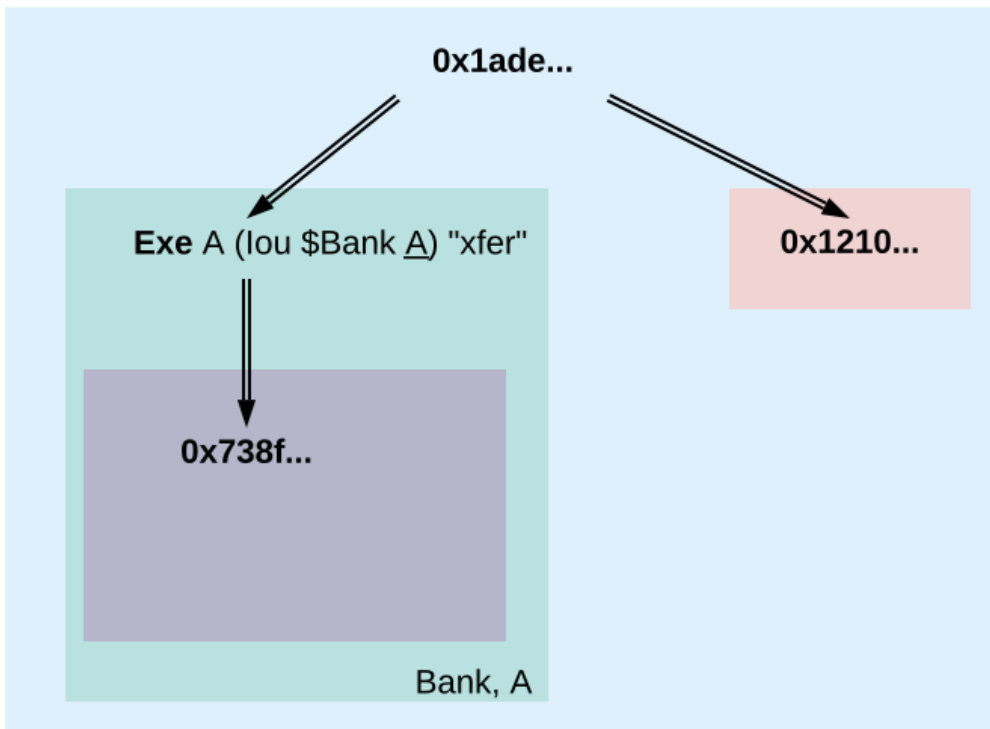 0x1ade...
Exe A (Iou $Bank A) "xfer"
0x1210...
0x738f...
Bank, A